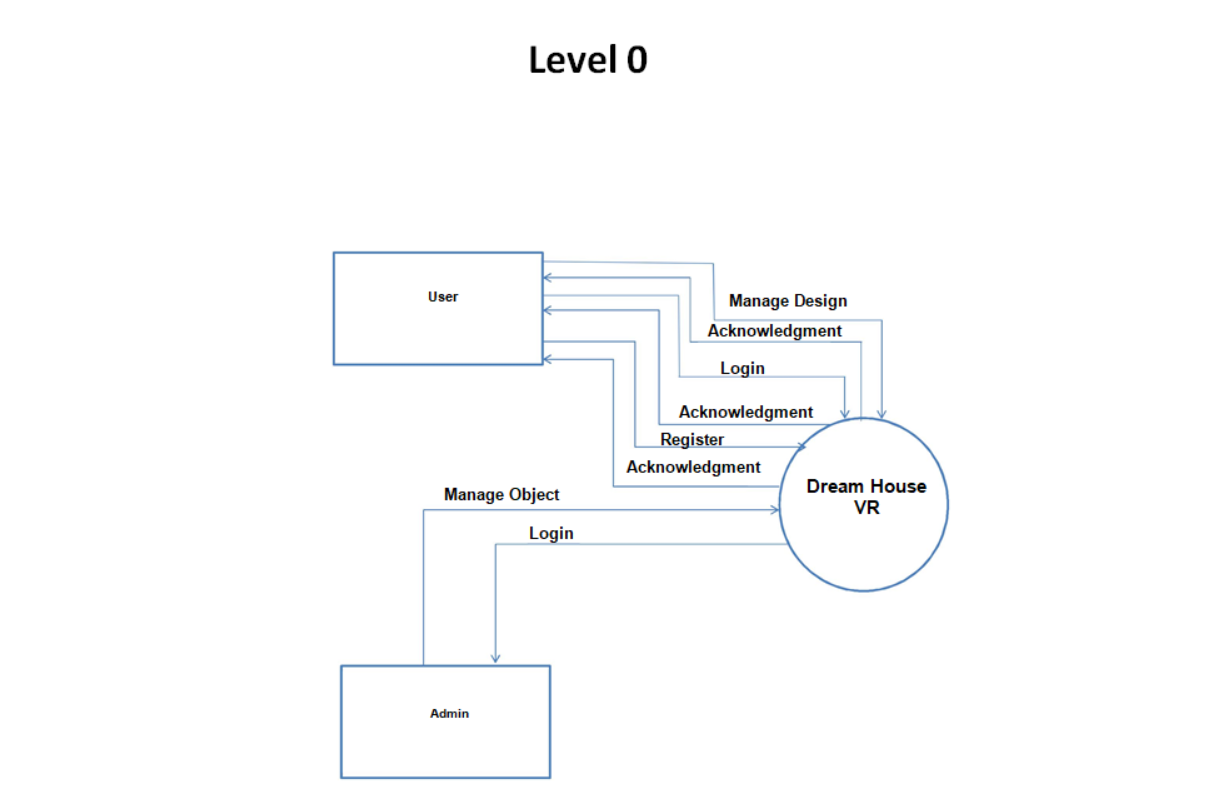 Level 0
User
Manage Design
Acknowledgment
Login
Acknowledgment
Register
Acknowledgment
Dream House
VR
Manage Object
Login
Admin